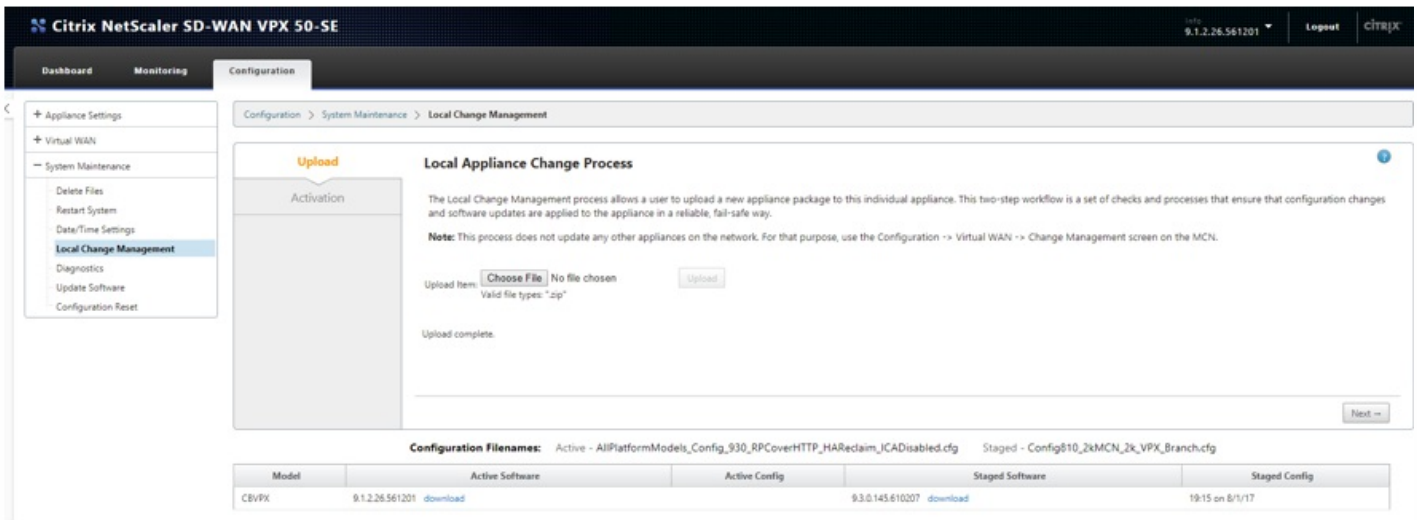 Citrix NetScaler SD-WAN VPX 50-SE
Info
9.1.2.26.561201
Logout
CİTRIX
Dashboard Monitoring Configuration
+ Appliance Settings
+ Virtual WAN
− System Maintenance
Delete Files
Restart System
Date/Time Settings
Local Change Management
Diagnostics
Update Software
Configuration Reset
Configuration > System Maintenance > Local Change Management
Upload
Activation
Local Appliance Change Process
?
The Local Change Management process allows a user to upload a new appliance package to this individual appliance. This two-step workflow is a set of checks and processes that ensure that configuration changes
and software updates are applied to the appliance in a reliable, fail-safe way.
Note: This process does not update any other appliances on the network. For that purpose, use the Configuration -> Virtual WAN -> Change Management screen on the MCN.
Upload Item: Choose File No file chosen Upload
Valid file types: ".zip"
Upload complete.
Next →
Configuration Filenames: Active - AllPlatformModels_Config_930_RPCoverHTTP_HAReclaim_ICADisabled.cfg Staged - Config810_2kMCN_2k_VPX_Branch.cfg
Model Active Software Active Config Staged Software Staged Config
CBVPX 9.1.2.26.561201 download 9.3.0.145.610207 download 19:15 on 8/1/17